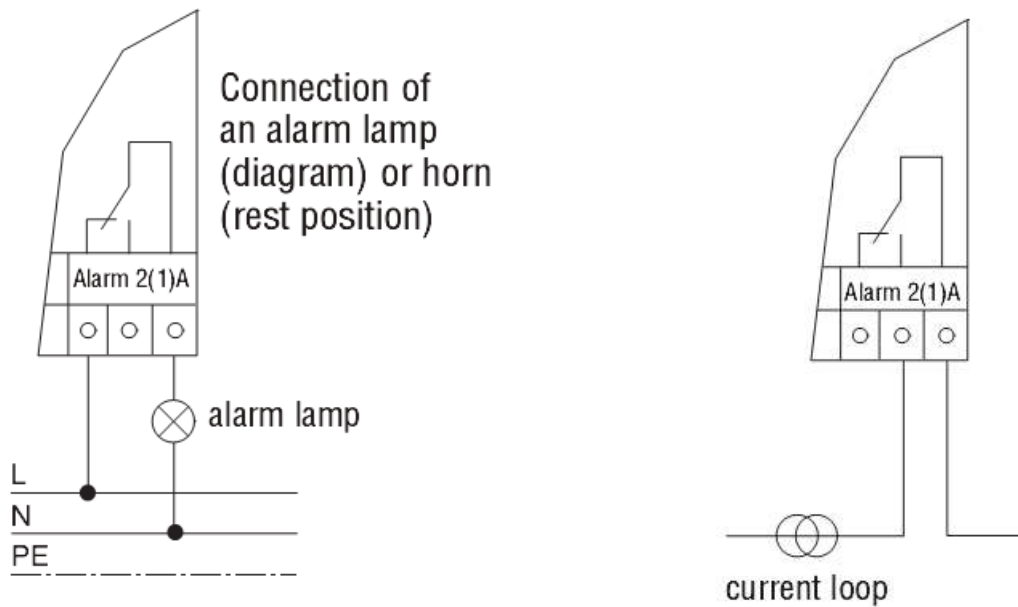 Connection of
an alarm lamp
(diagram) or horn
(rest position)
Alarm 2(1)A
alarm lamp
L
N
PE
Alarm 2(1)A
current loop